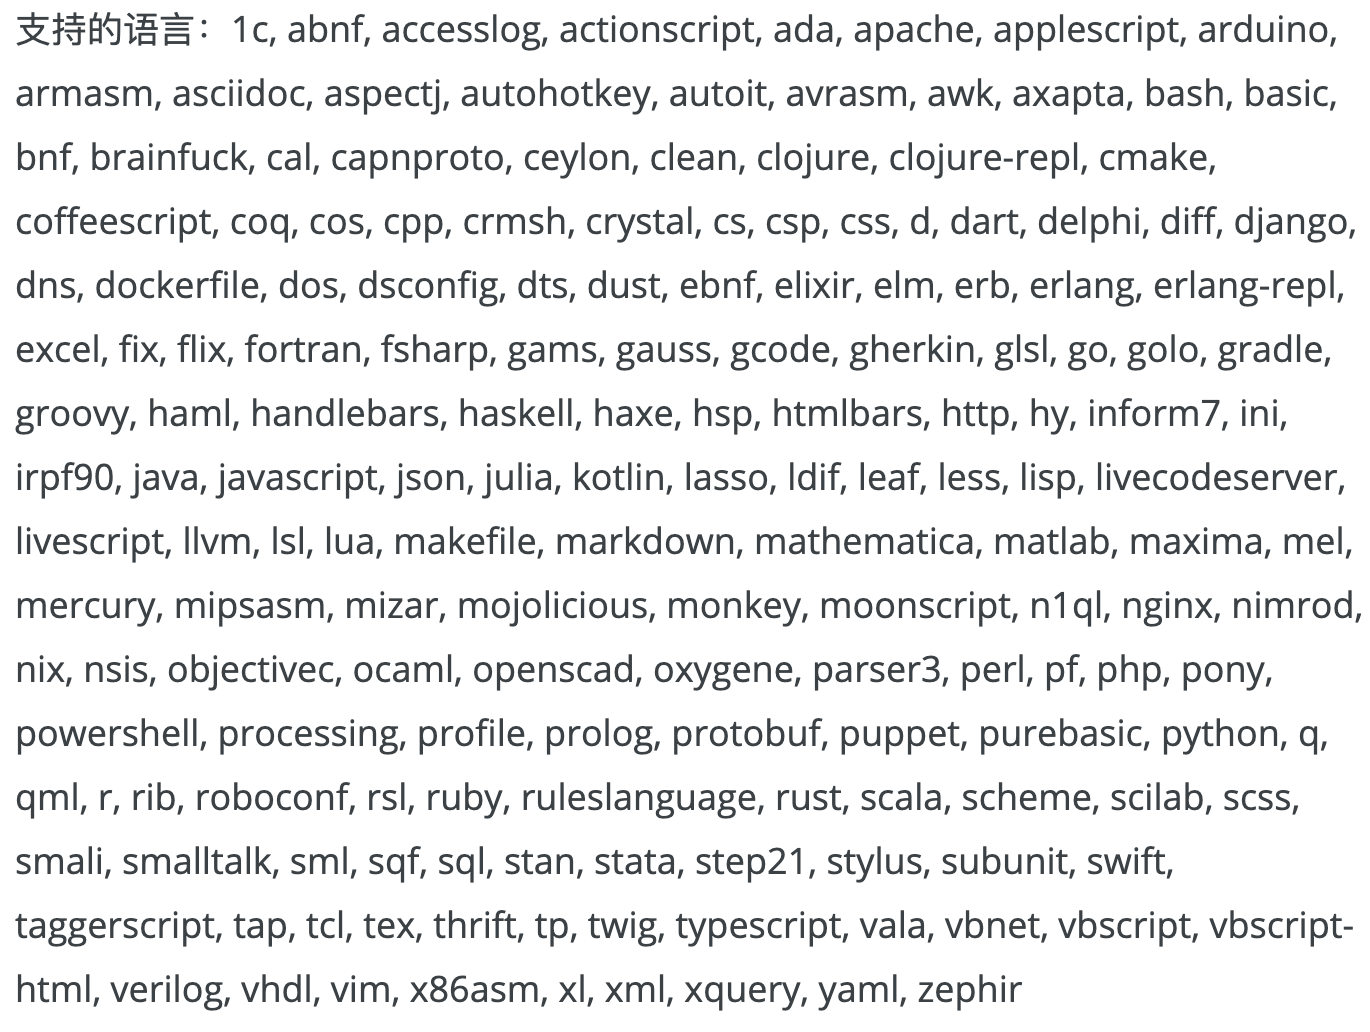 支持的语言：1c, abnf, accesslog, actionscript, ada, apache, applescript, arduino,
armasm, asciidoc, aspectj, autohotkey, autoit, avrasm, awk, axapta, bash, basic,
bnf, brainfuck, cal, capnproto, ceylon, clean, clojure, clojure-repl, cmake,
coffeescript, coq, cos, cpp, crmsh, crystal, cs, csp, css, d, dart, delphi, diff, django,
dns, dockerfile, dos, dsconfig, dts, dust, ebnf, elixir, elm, erb, erlang, erlang-repl,
excel, fix, flix, fortran, fsharp, gams, gauss, gcode, gherkin, glsl, go, golo, gradle,
groovy, haml, handlebars, haskell, haxe, hsp, htmlbars, http, hy, inform7, ini,
irpf90, java, javascript, json, julia, kotlin, lasso, ldif, leaf, less, lisp, livecodeserver,
livescript, llvm, lsl, lua, makefile, markdown, mathematica, matlab, maxima, mel,
mercury, mipsasm, mizar, mojolicious, monkey, moonscript, n1ql, nginx, nimrod,
nix, nsis, objectivec, ocaml, openscad, oxygene, parser3, perl, pf, php, pony,
powershell, processing, profile, prolog, protobuf, puppet, purebasic, python, q,
qml, r, rib, roboconf, rsl, ruby, ruleslanguage, rust, scala, scheme, scilab, scss,
smali, smalltalk, sml, sqf, sql, stan, stata, step21, stylus, subunit, swift,
taggerscript, tap, tcl, tex, thrift, tp, twig, typescript, vala, vbnet, vbscript, vbscript-
html, verilog, vhdl, vim, x86asm, xl, xml, xquery, yaml, zephir